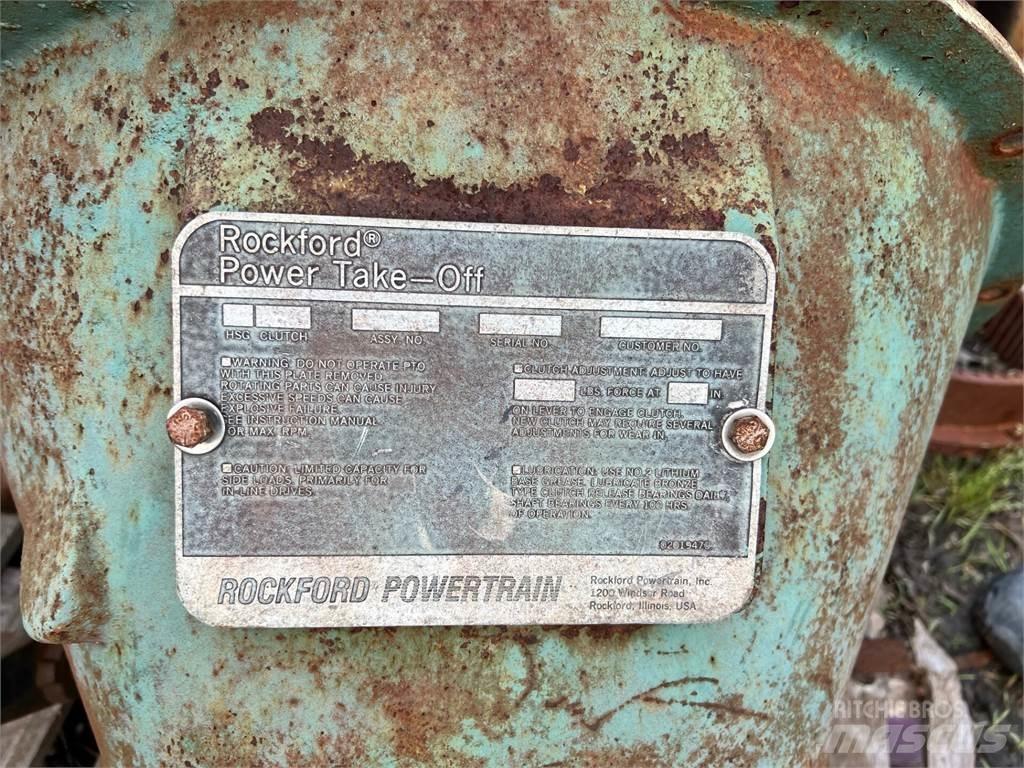 Rockford®
Power Take-Off
HSG CLUTCH
ASSY NO.
SERIAL NO.
CUSTOMER NO.
WARNING: DO NOT OPERATE PTO
WITH THIS PLATE REMOVED.
ROTATING PARTS CAN CAUSE INJURY
EXCESSIVE SPEEDS CAN CAUSE
EXPLOSIVE FAILURE.
SEE INSTRUCTION MANUAL
FOR MAX. RPM.
CAUTION: LIMITED CAPACITY FOR
SIDE LOADS. PRIMARILY FOR
IN-LINE DRIVES.
CLUTCH ADJUSTMENT: ADJUST TO HAVE
LBS. FORCE AT IN.
ON LEVER TO ENGAGE CLUTCH.
NEW CLUTCH MAY REQUIRE SEVERAL
ADJUSTMENTS FOR WEAR IN.
LUBRICATION: USE NO. 2 LITHIUM
BASE GREASE. LUBRICATE BRONZE
TYPE CLUTCH RELEASE BEARINGS DAILY,
SHAFT BEARINGS EVERY 100 HRS
OF OPERATION.
ROCKFORD POWERTRAIN
Rockford Powertrain, Inc.
1200 Windsor Road
Rockford, Illinois, USA
RITCHIE BROS
MASCUS